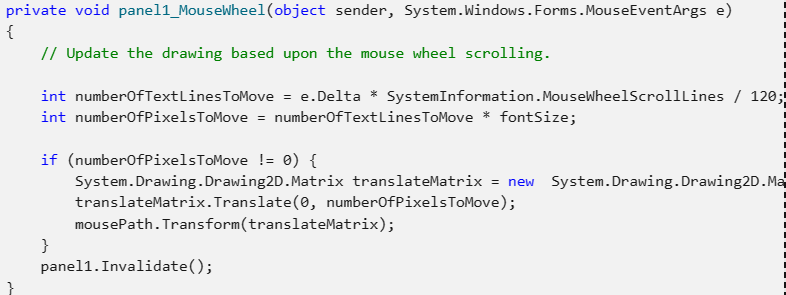 private void panel1_MouseWheel(object sender, System.Windows.Forms.MouseEventArgs e)
{
    // Update the drawing based upon the mouse wheel scrolling.

    int numberOfTextLinesToMove = e.Delta * SystemInformation.MouseWheelScrollLines / 120;
    int numberOfPixelsToMove = numberOfTextLinesToMove * fontSize;

    if (numberOfPixelsToMove != 0) {
        System.Drawing.Drawing2D.Matrix translateMatrix = new  System.Drawing.Drawing2D.Ma
        translateMatrix.Translate(0, numberOfPixelsToMove);
        mousePath.Transform(translateMatrix);
    }
    panel1.Invalidate();
}